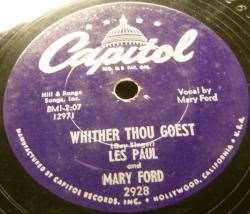 Capitol
REG. U.S. PAT. OFF.
Hill & Range
Songs, Inc.
BMI-2:07
(2971
Vocal by
Mary Ford
WHITHER THOU GOEST
(Guy Singer)
LES PAUL
and
MARY FORD
2928
MANUFACTURED BY CAPITOL RECORDS, INC. • HOLLYWOOD, CALIFORNIA • U.S.A.